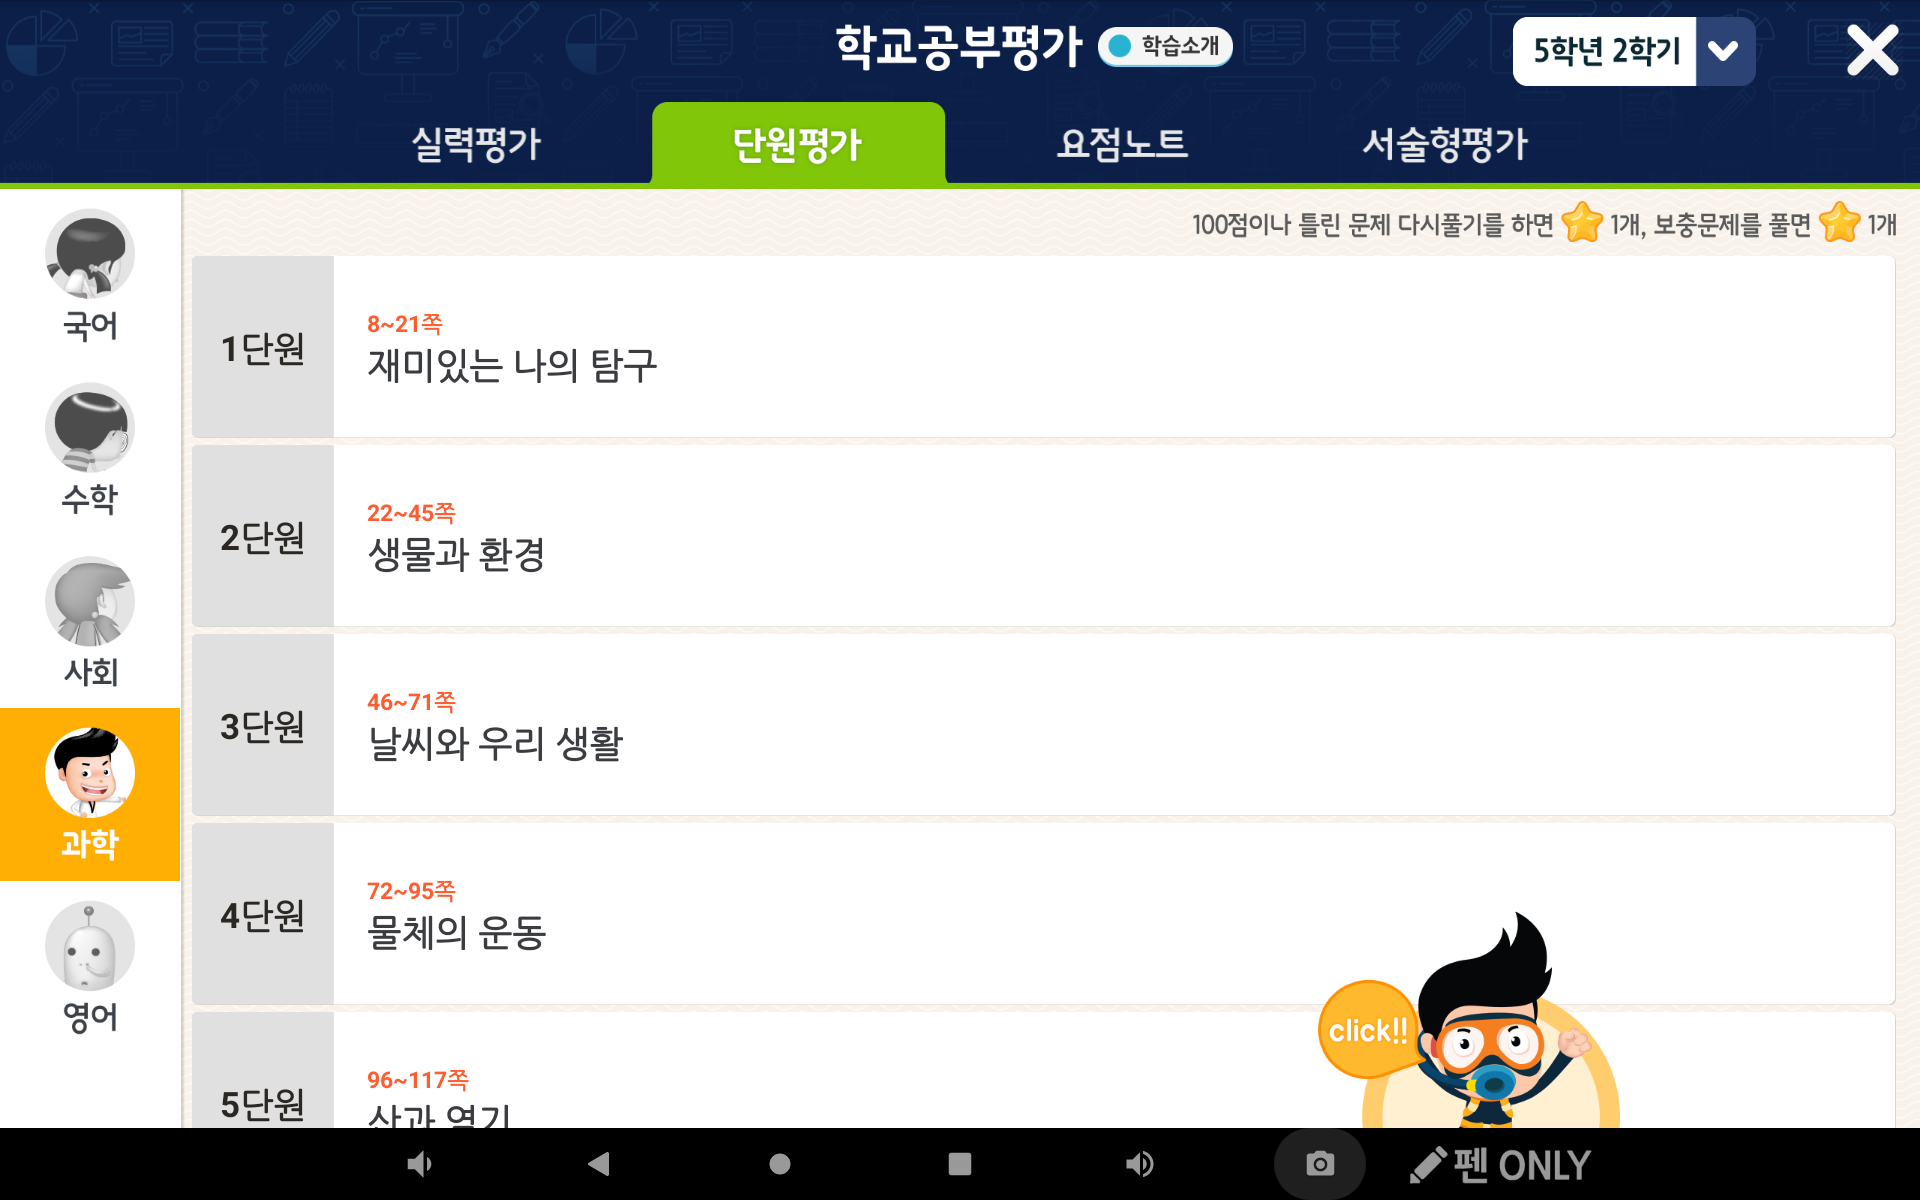 학교공부평가 학습소개 5학년 2학기
실력평가 단원평가 요점노트 서술형평가
100점이나 틀린 문제 다시풀기를 하면 1개, 보충문제를 풀면 1개
국어
수학
사회
과학
영어
1단원
8~21쪽
재미있는 나의 탐구
2단원
22~45쪽
생물과 환경
3단원
46~71쪽
날씨와 우리 생활
4단원
72~95쪽
물체의 운동
5단원
96~117쪽
산과 염기
click!!
펜 ONLY